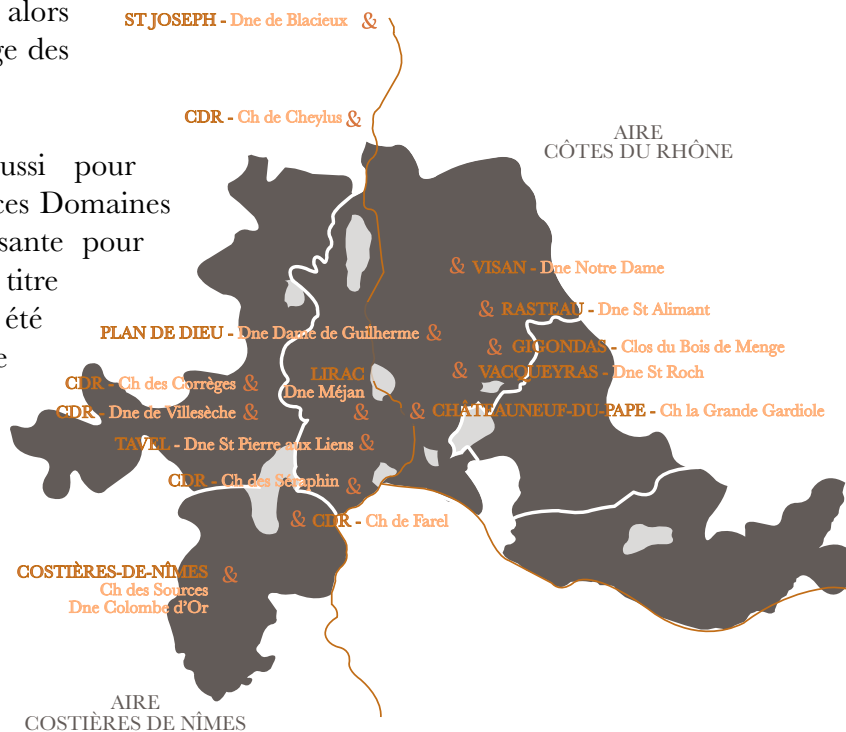 alors
ge des
ussi pour
ces Domaines
sante pour
titre
été
e
ST JOSEPH - Dne de Blacieux &
CDR - Ch de Cheylus &
AIRE
CÔTES DU RHÔNE
& VISAN - Dne Notre Dame
& RASTEAU - Dne St Alimant
PLAN DE DIEU - Dne Dame de Guilherme &
& GIGONDAS - Clos du Bois de Menge
& VACQUEYRAS - Dne St Roch
LIRAC
Dne Méjan
&
CDR - Ch des Corrèges &
CDR - Dne de Villesèche &
& CHÂTEAUNEUF-DU-PAPE - Ch la Grande Gardiole
TAVEL - Dne St Pierre aux Liens &
CDR - Ch des Séraphin &
& CDR - Ch de Farel
COSTIÈRES-DE-NÎMES &
Ch des Sources
Dne Colombe d'Or
AIRE
COSTIÈRES DE NÎMES